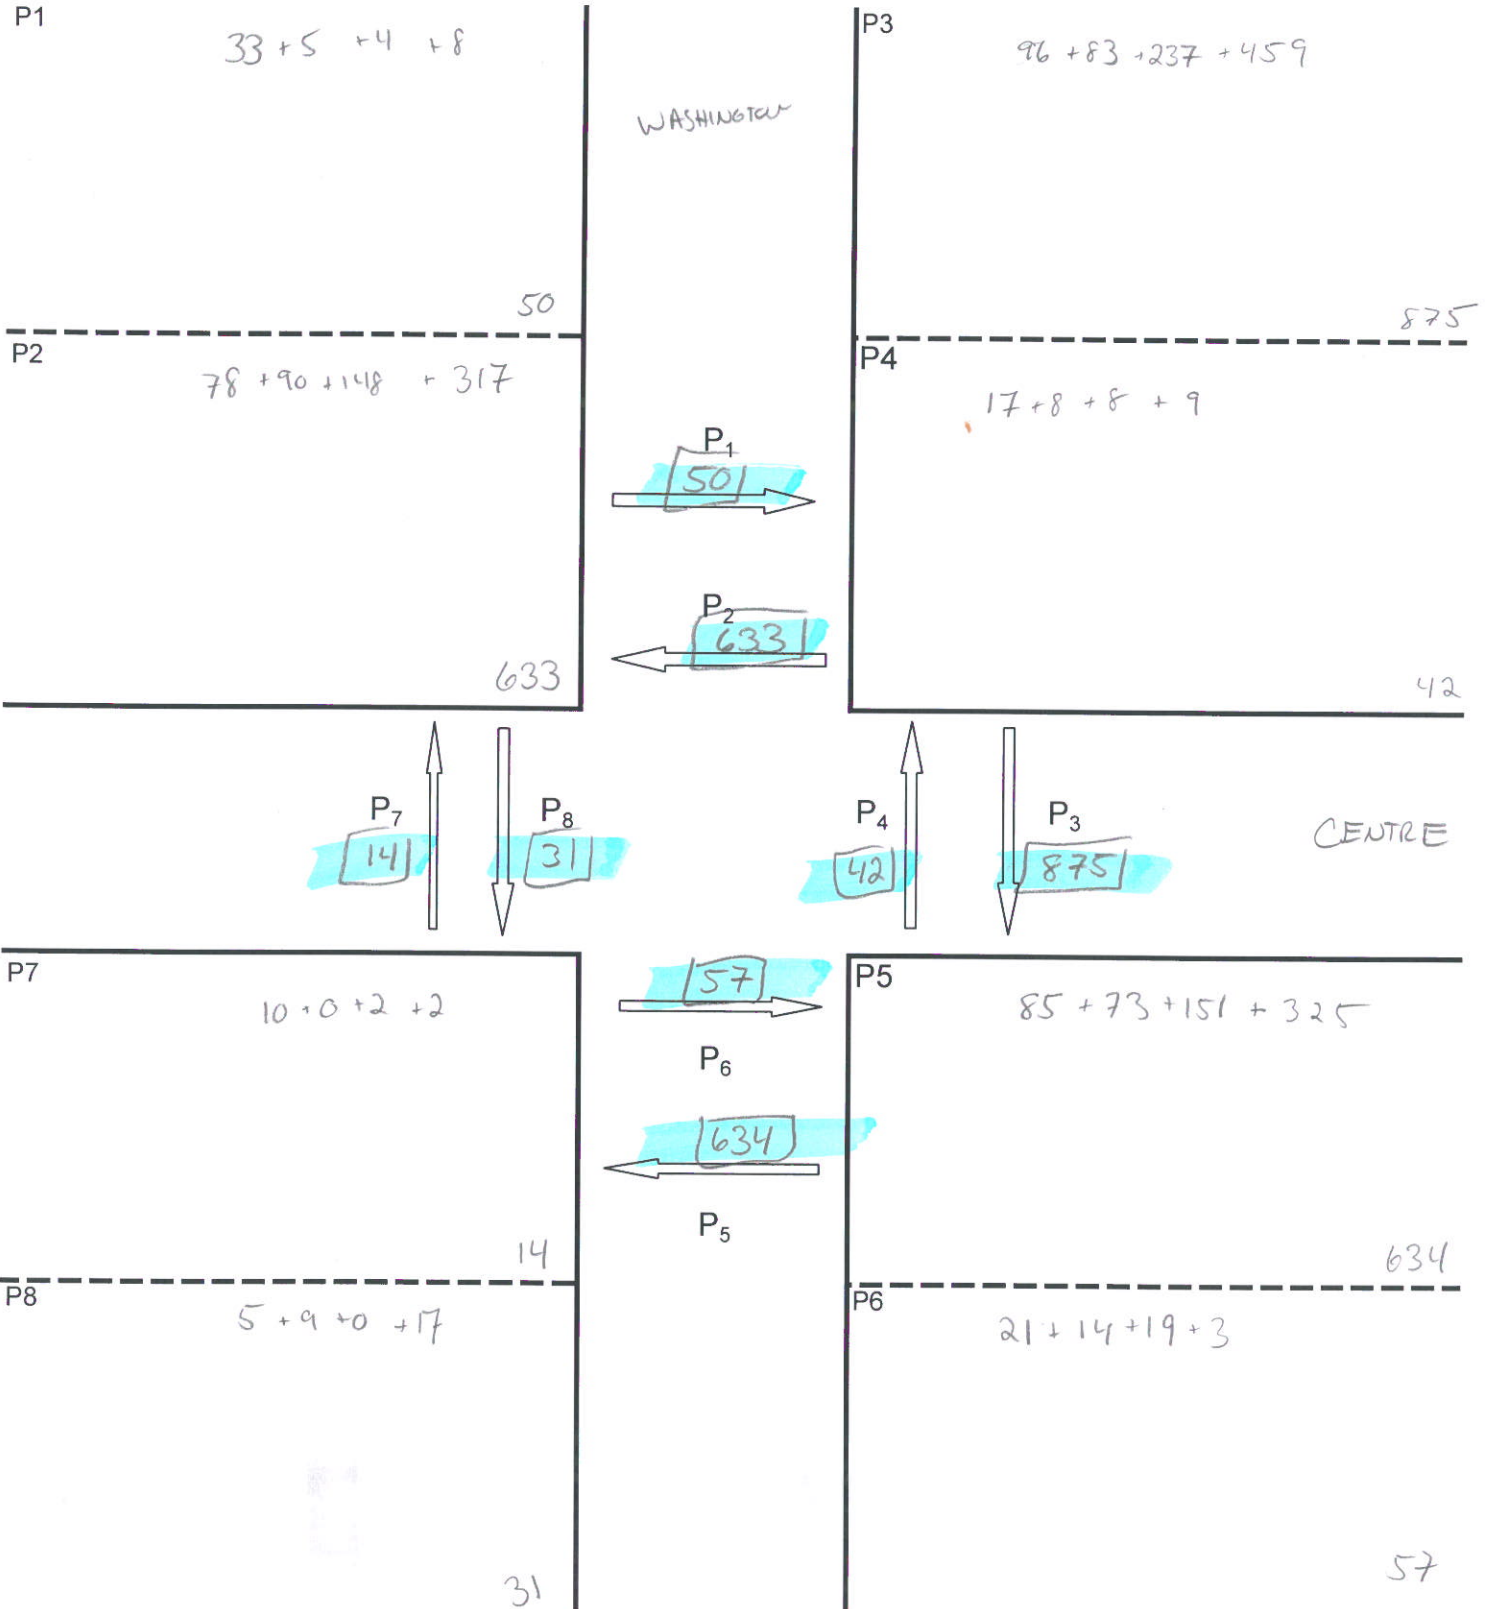 P1
33 + 5 + 4 + 8
50
P2
78 + 90 + 148 + 317
633
WASHINGTON
P3
96 + 83 + 237 + 459
875
P4
17 + 8 + 8 + 9
42
P1
50
P2
633
P7
14
P8
31
P4
42
P3
875
CENTRE
P7
10 + 0 + 2 + 2
14
P8
5 + 9 + 0 + 17
31
57
P6
634
P5
P5
85 + 73 + 151 + 325
634
P6
21 + 14 + 19 + 3
57